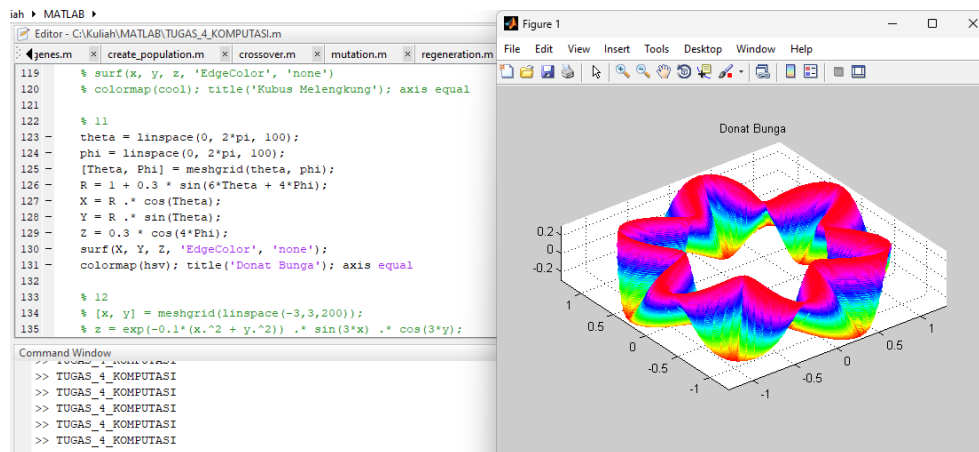 iah ▸ MATLAB ▸
Editor - C:\Kuliah\MATLAB\TUGAS_4_KOMPUTASI.m
genes.m × create_population.m × crossover.m × mutation.m × regeneration.m
119 % surf(x, y, z, 'EdgeColor', 'none')
120 % colormap(cool); title('Kubus Melengkung'); axis equal
121
122 % 11
123 – theta = linspace(0, 2*pi, 100);
124 – phi = linspace(0, 2*pi, 100);
125 – [Theta, Phi] = meshgrid(theta, phi);
126 – R = 1 + 0.3 * sin(6*Theta + 4*Phi);
127 – X = R .* cos(Theta);
128 – Y = R .* sin(Theta);
129 – Z = 0.3 * cos(4*Phi);
130 – surf(X, Y, Z, 'EdgeColor', 'none');
131 – colormap(hsv); title('Donat Bunga'); axis equal
132
133 % 12
134 % [x, y] = meshgrid(linspace(-3,3,200));
135 % z = exp(-0.1*(x.^2 + y.^2)) .* sin(3*x) .* cos(3*y);
Command Window
>> TUGAS_4_KOMPUTASI
>> TUGAS_4_KOMPUTASI
>> TUGAS_4_KOMPUTASI
>> TUGAS_4_KOMPUTASI
>> TUGAS_4_KOMPUTASI
>> TUGAS_4_KOMPUTASI
Figure 1
File Edit View Insert Tools Desktop Window Help
Donat Bunga
0.2
0
-0.2
1
0.5
0
-0.5
-1
-1
-0.5
0
0.5
1